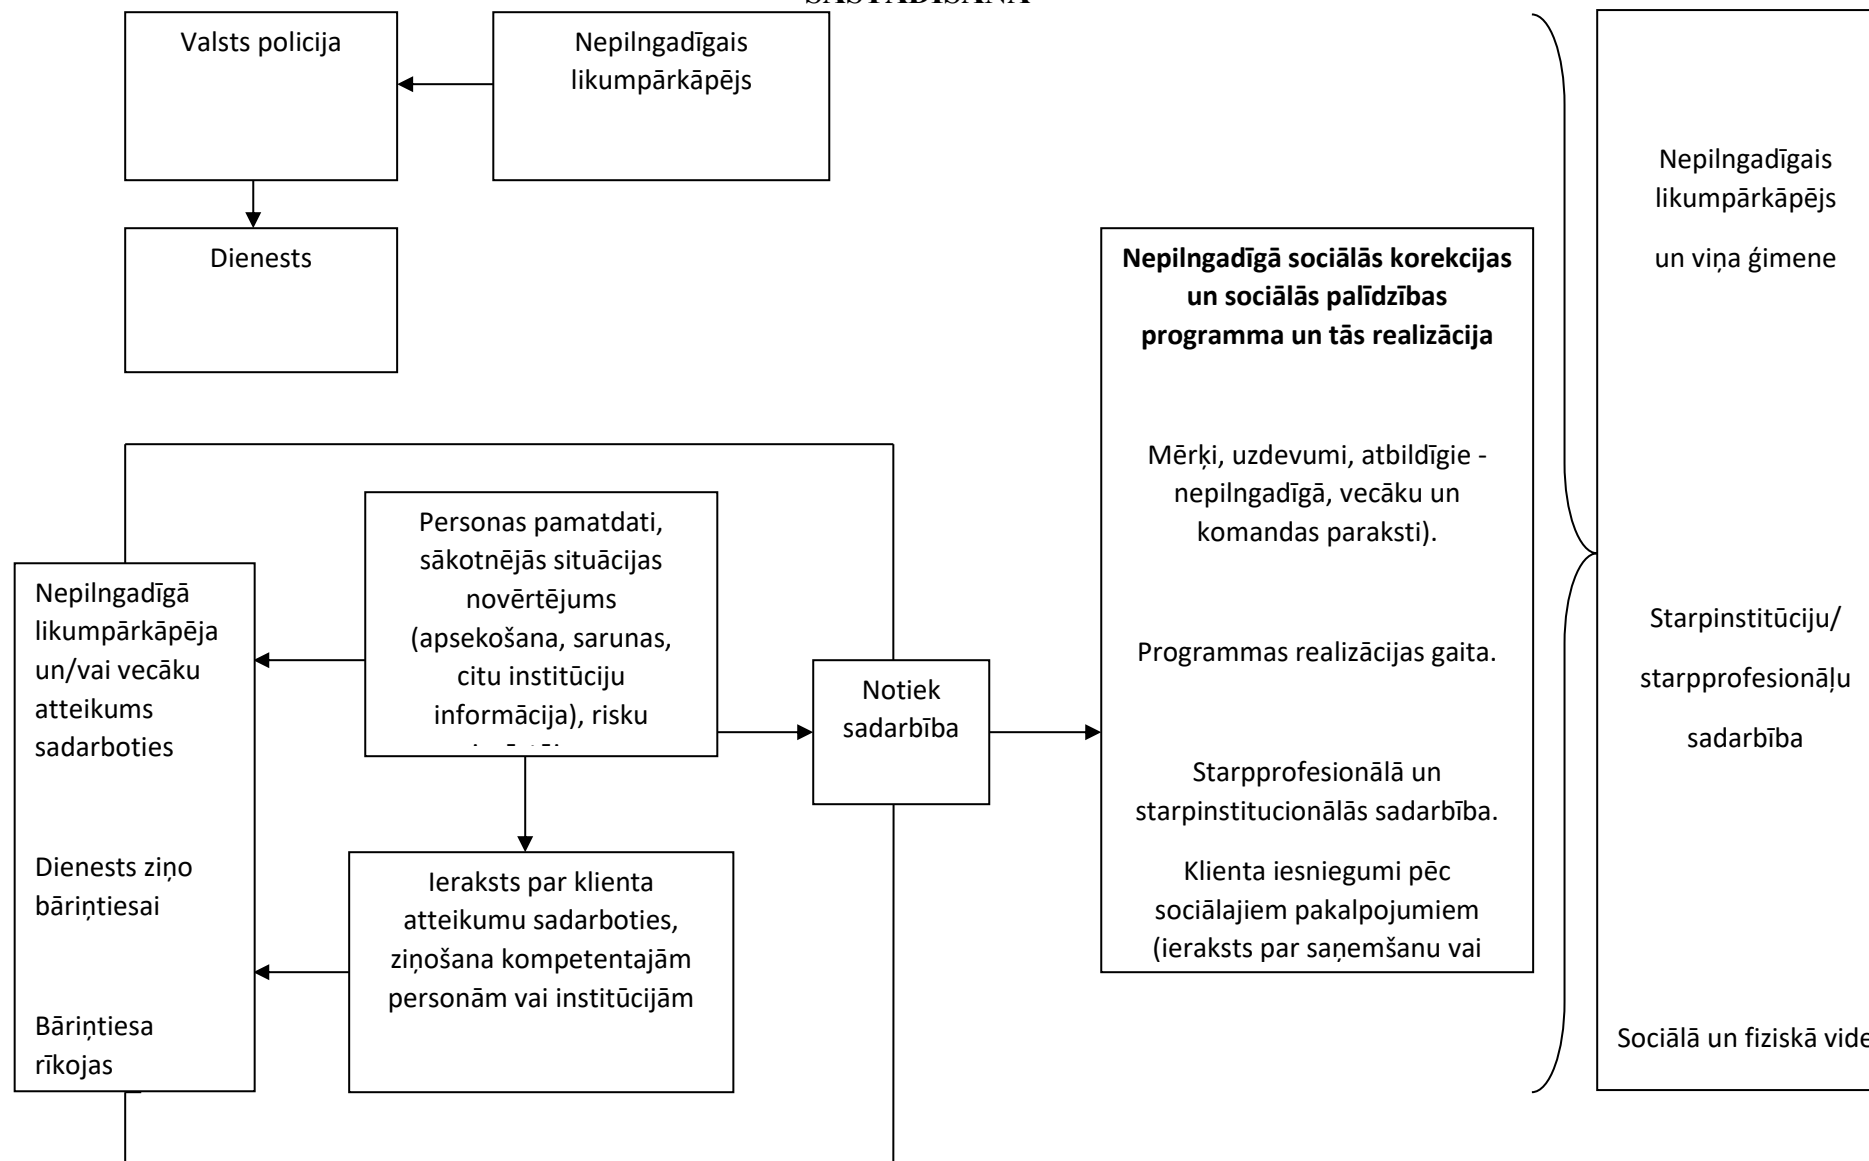 Valsts policija
Nepilngadīgais
likumpārkāpējs
Dienests
Nepilngadīgā
likumpārkāpēja
un/vai vecāku
atteikums
sadarboties
Dienests ziņo
bāriņtiesai
Bāriņtiesa
rīkojas
Personas pamatdati,
sākotnējās situācijas
novērtējums
(apsekošana, sarunas,
citu institūciju
informācija), risku
Ieraksts par klienta
atteikumu sadarboties,
ziņošana kompetentajām
personām vai institūcijām
Notiek
sadarbība
Nepilngadīgā sociālās korekcijas
un sociālās palīdzības
programma un tās realizācija
Mērķi, uzdevumi, atbildīgie -
nepilngadīgā, vecāku un
komandas paraksti).
Programmas realizācijas gaita.
Starpprofesionālā un
starpinstitucionālās sadarbība.
Klienta iesniegumi pēc
sociālajiem pakalpojumiem
(ieraksts par saņemšanu vai
Nepilngadīgais
likumpārkāpējs
un viņa ģimene
Starpinstitūciju/
starpprofesionāļu
sadarbība
Sociālā un fiziskā vide